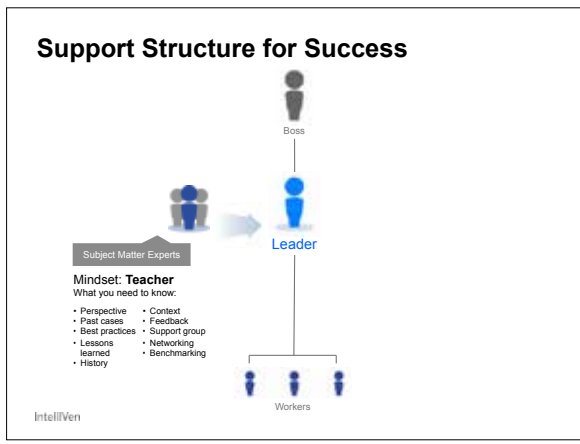 Support Structure for Success
Boss
Leader
Subject Matter Experts
Mindset: Teacher
What you need to know:
• Perspective
• Past cases
• Best practices
• Lessons
learned
• History
• Context
• Feedback
• Support group
• Networking
• Benchmarking
Workers
IntelliVen